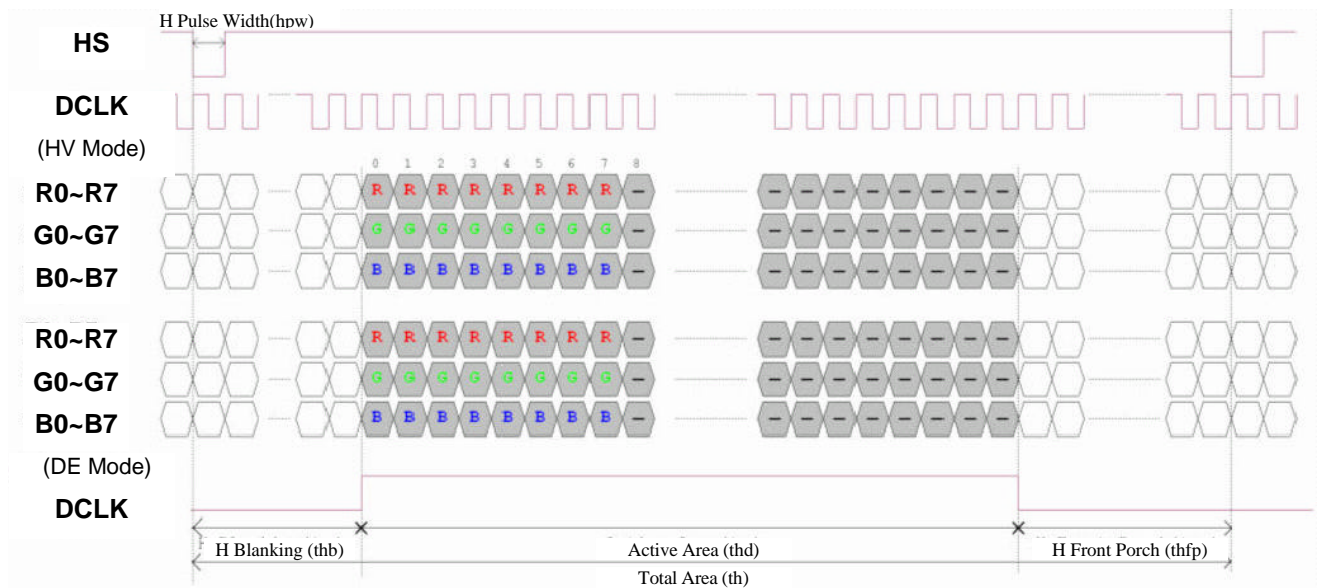 H Pulse Width(hpw)
HS
DCLK
(HV Mode)
0 1 2 3 4 5 6 7 8
R0~R7 R R R R R R R R – – – – – – – – –
G0~G7 G G G G G G G G – – – – – – – – –
B0~B7 B B B B B B B B – – – – – – – – –
R0~R7 R R R R R R R R – – – – – – – – –
G0~G7 G G G G G G G G – – – – – – – – –
B0~B7 B B B B B B B B – – – – – – – – –
(DE Mode)
DCLK
H Blanking (thb) Active Area (thd) H Front Porch (thfp)
Total Area (th)